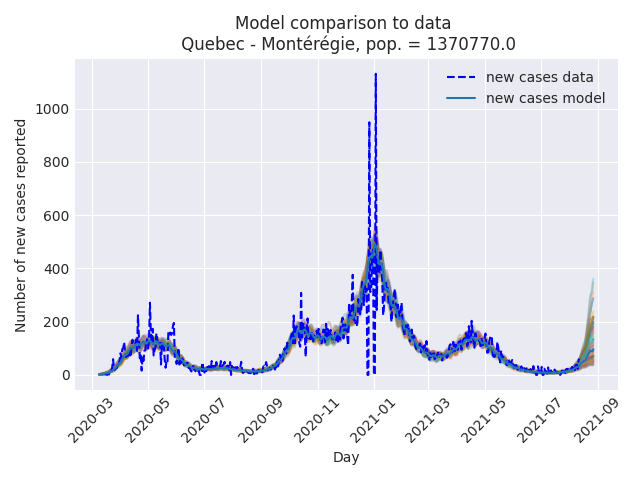 Model comparison to data
Quebec - Montérégie, pop. = 1370770.0
new cases data
new cases model
Number of new cases reported
1000
800
600
400
200
0
2020-03
2020-05
2020-07
2020-09
2020-11
2021-01
2021-03
2021-05
2021-07
2021-09
Day